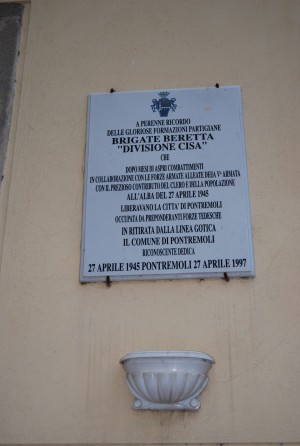 A PERENNE RICORDO
DELLE GLORIOSE FORMAZIONI PARTIGIANE
BRIGATE BERETTA
"DIVISIONE CISA"
CHE
DOPO MESI DI ASPRI COMBATTIMENTI
IN COLLABORAZIONE CON LE FORZE ARMATE ALLEATE DELLA Vª ARMATA
CON IL PREZIOSO CONTRIBUTO DEL CLERO E DELLA POPOLAZIONE
ALL'ALBA DEL 27 APRILE 1945
LIBERAVANO LA CITTA' DI PONTREMOLI
OCCUPATA DA PREPONDERANTI FORZE TEDESCHE
IN RITIRATA DALLA LINEA GOTICA
IL COMUNE DI PONTREMOLI
RICONOSCENTE DEDICA
27 APRILE 1945 PONTREMOLI 27 APRILE 1997